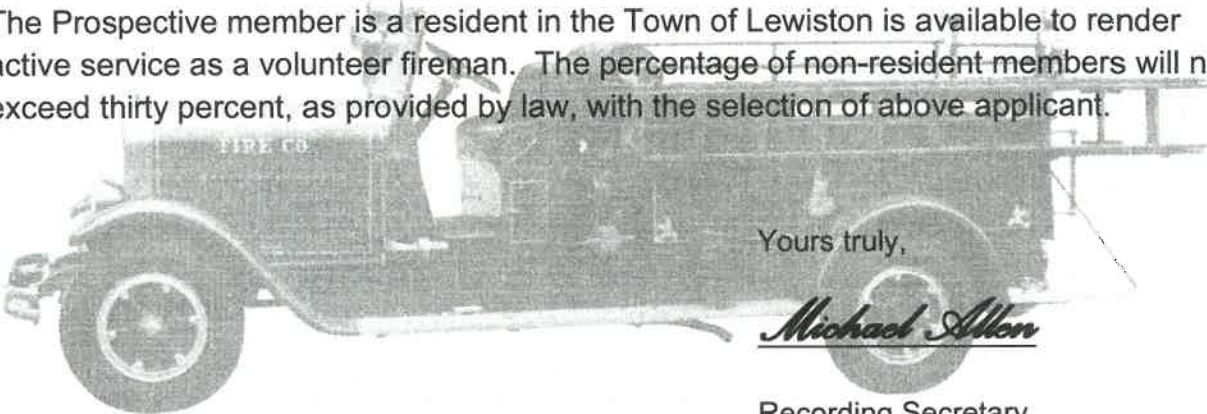 The Prospective member is a resident in the Town of Lewiston is available to render
active service as a volunteer fireman. The percentage of non-resident members will n
exceed thirty percent, as provided by law, with the selection of above applicant.
FIRE CO.
Yours truly,
Michael Allen
Recording Secretary